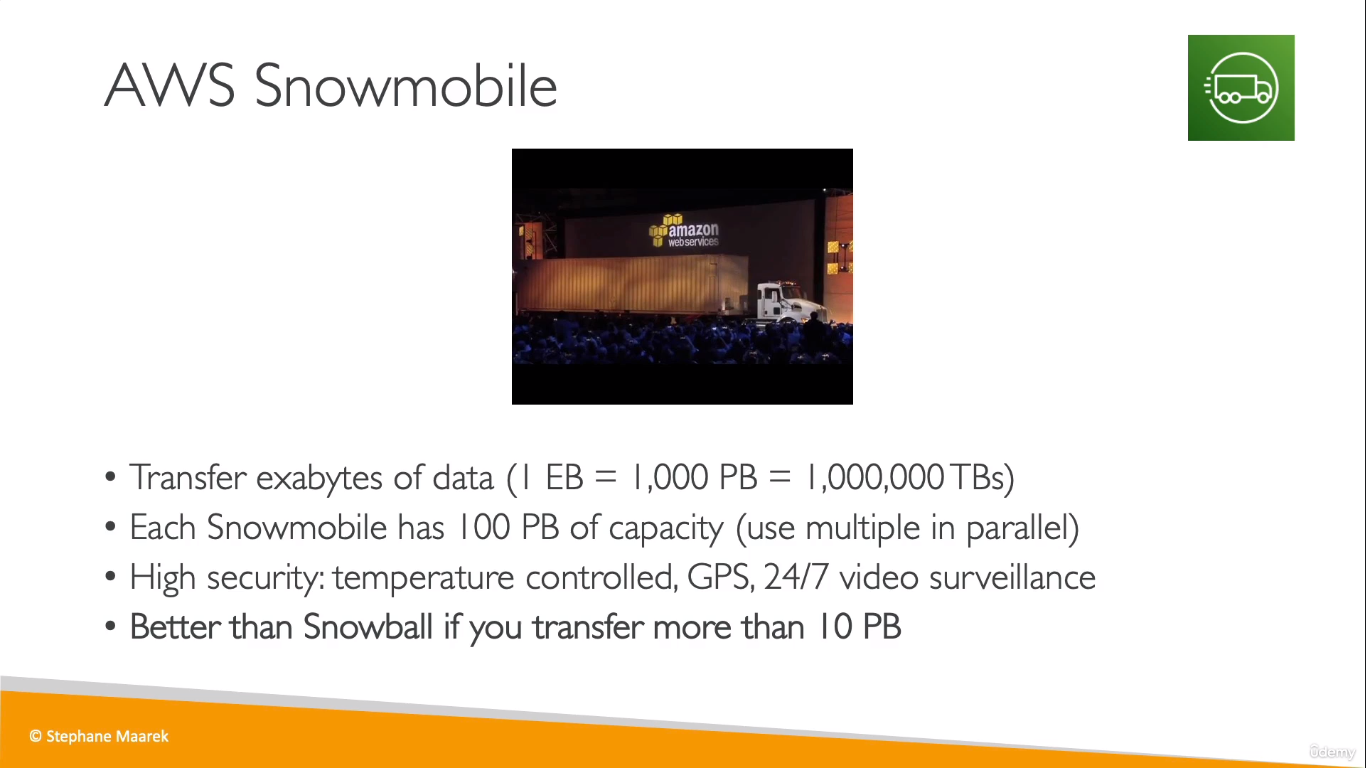 AWS Snowmobile
amazon
webservices
• Transfer exabytes of data (1 EB = 1,000 PB = 1,000,000 TBs)
• Each Snowmobile has 100 PB of capacity (use multiple in parallel)
• High security: temperature controlled, GPS, 24/7 video surveillance
• Better than Snowball if you transfer more than 10 PB
© Stephane Maarek
ûdemy